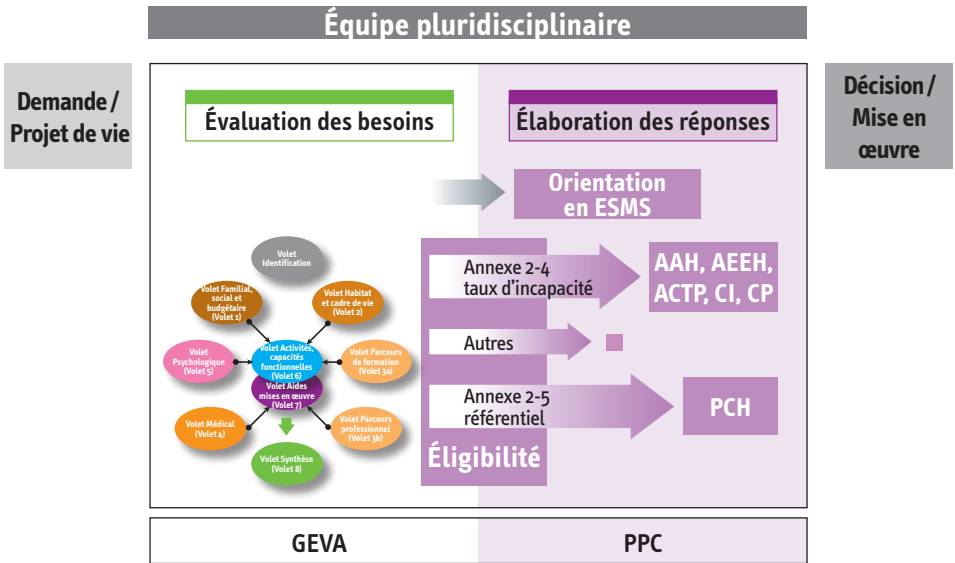 Équipe pluridisciplinaire
Demande /
Projet de vie
Évaluation des besoins
Élaboration des réponses
Décision /
Mise en
œuvre
Orientation
en ESMS
Volet
Identification
Volet Familial,
social et
budgétaire
(Volet 1)
Volet Habitat
et cadre de vie
(Volet 2)
Volet
Psychologique
(Volet 5)
Volet Activités,
capacités
fonctionnelles
(Volet 6)
Volet Parcours
de formation
(Volet 3a)
Volet Aides
mises en œuvre
(Volet 7)
Volet Médical
(Volet 4)
Volet Parcours
professionnel
(Volet 3b)
Volet Synthèse
(Volet 8)
Annexe 2-4
taux d’incapacité
AAH, AEEH,
ACTP, CI, CP
Autres
Annexe 2-5
référentiel
PCH
Éligibilité
GEVA
PPC